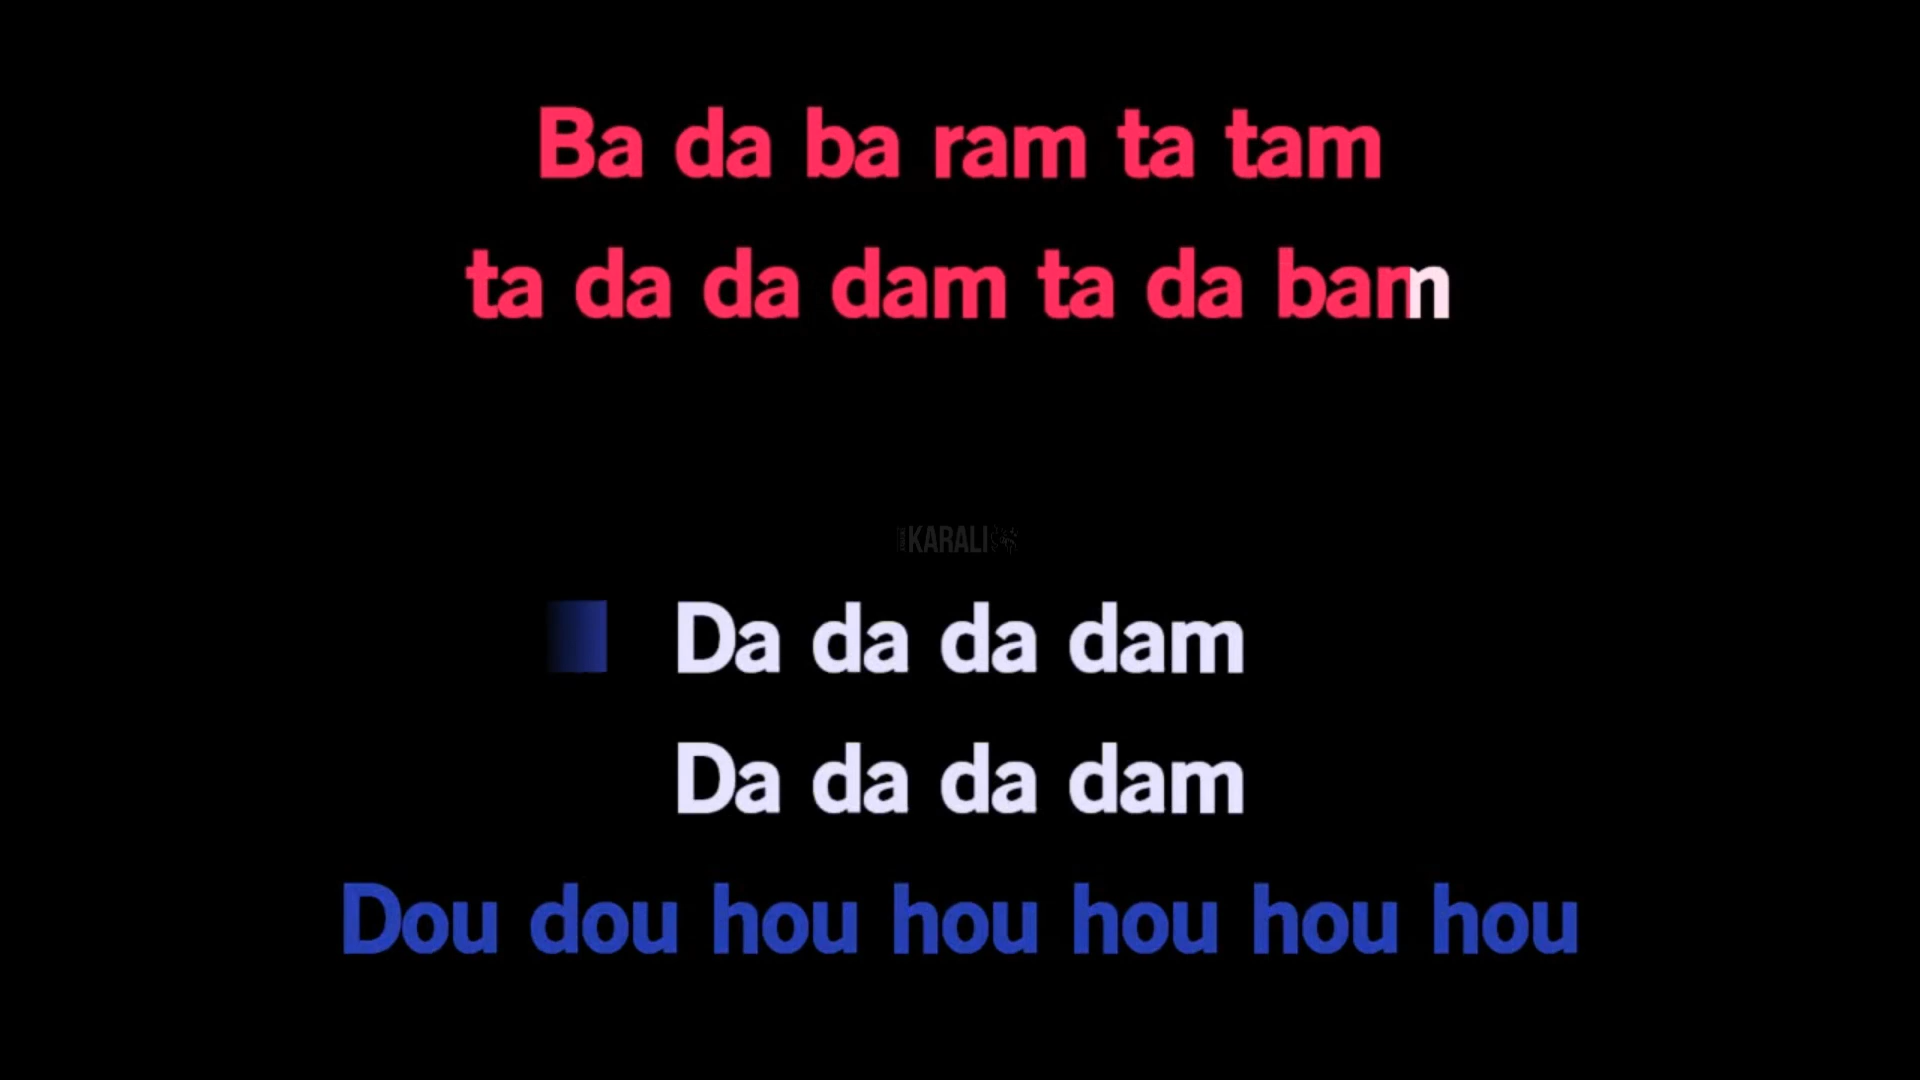 Ba da ba ram ta tam
ta da da dam ta da bam
KARALI
Da da da dam
Da da da dam
Dou dou hou hou hou hou hou